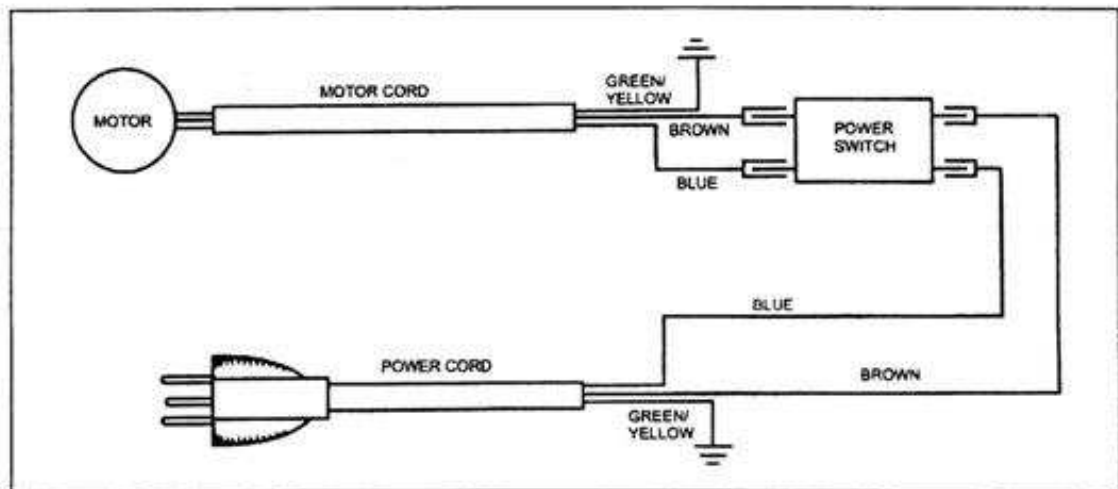 MOTOR
MOTOR CORD
GREEN/
YELLOW
BROWN
BLUE
POWER
SWITCH
BLUE
POWER CORD
BROWN
GREEN/
YELLOW